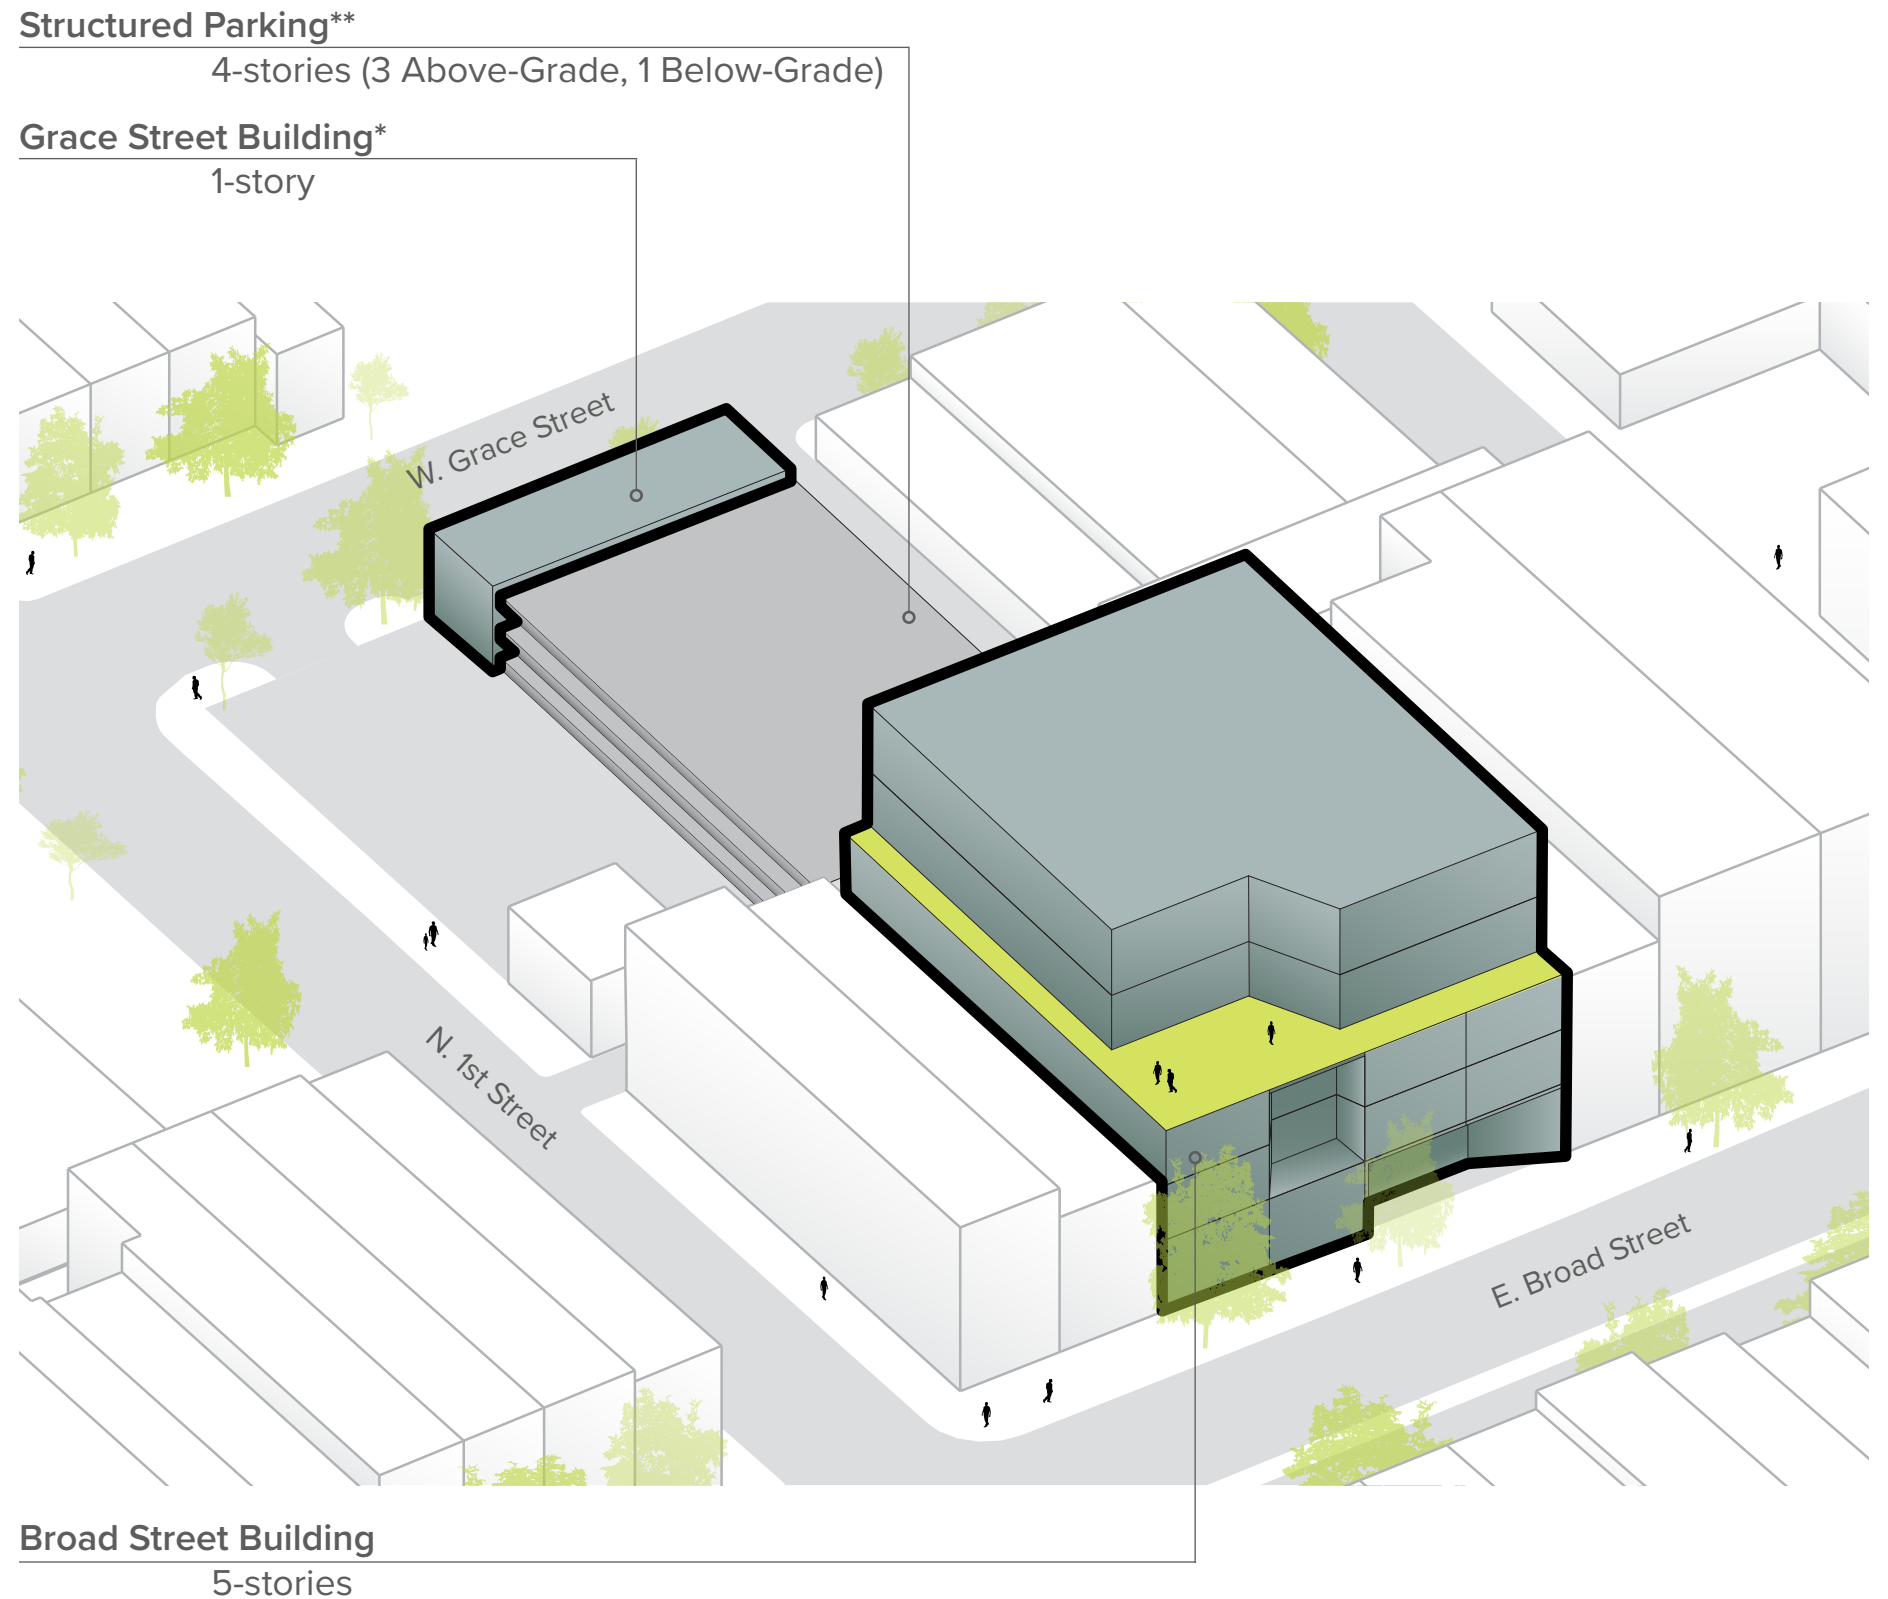 Structured Parking**
4-stories (3 Above-Grade, 1 Below-Grade)
Grace Street Building*
1-story
W. Grace Street
N. 1st Street
E. Broad Street
Broad Street Building
5-stories